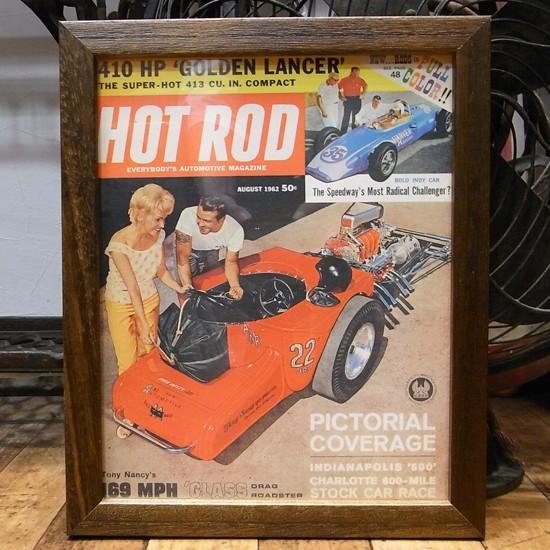 410 HP 'GOLDEN LANCER'
THE SUPER-HOT 413 CU. IN. COMPACT
48
FULL
COLOR!!
HOT ROD
EVERYBODY'S AUTOMOTIVE MAGAZINE
AUGUST 1962 50¢
36
BOLD INDY CAR
The Speedway's Most Radical Challenger?
22
PICTORIAL
COVERAGE
INDIANAPOLIS '500'
CHARLOTTE 600-MILE
STOCK CAR RACE
Tony Nancy's
169 MPH 'GLASS DRAG
ROADSTER